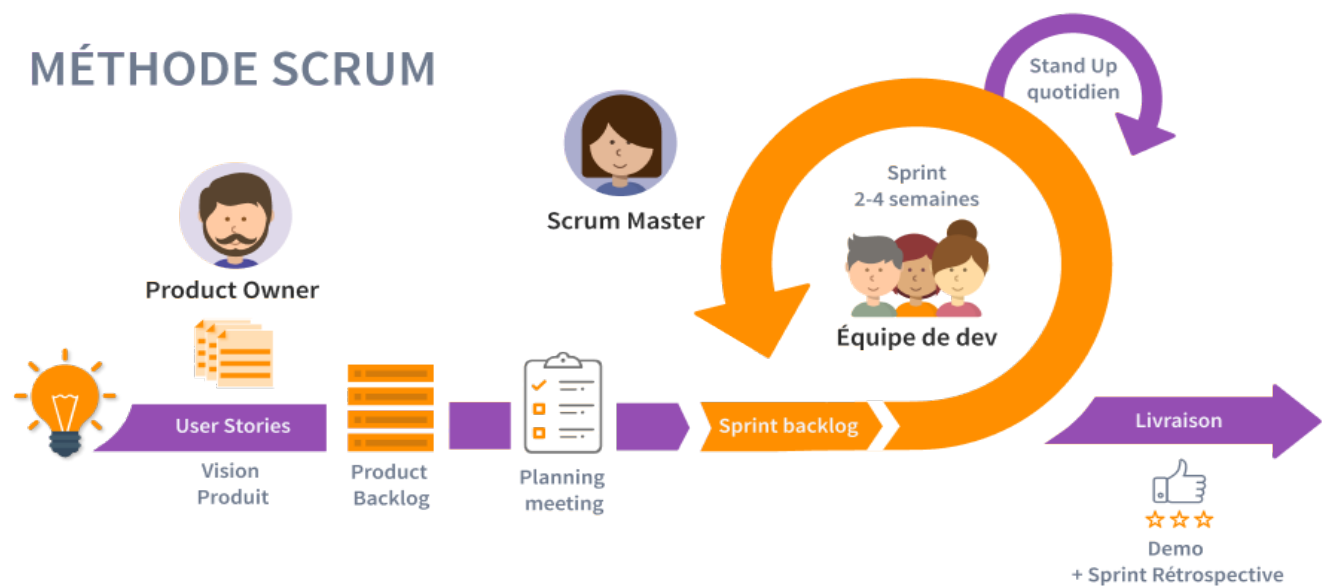 MÉTHODE SCRUM
Stand Up
quotidien
Sprint
2-4 semaines
Scrum Master
Product Owner
Équipe de dev
User Stories
Sprint backlog
Livraison
Vision
Produit
Product
Backlog
Planning
meeting
Demo
+ Sprint Rétrospective